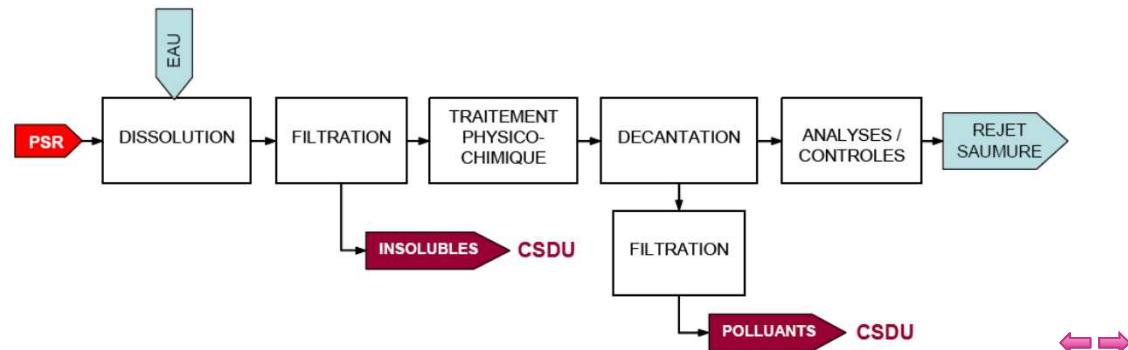 EAU
PSR
DISSOLUTION
FILTRATION
TRAITEMENT
PHYSICO-
CHIMIQUE
DECANTATION
ANALYSES /
CONTROLES
REJET
SAUMURE
INSOLUBLES
CSDU
FILTRATION
POLLUANTS
CSDU